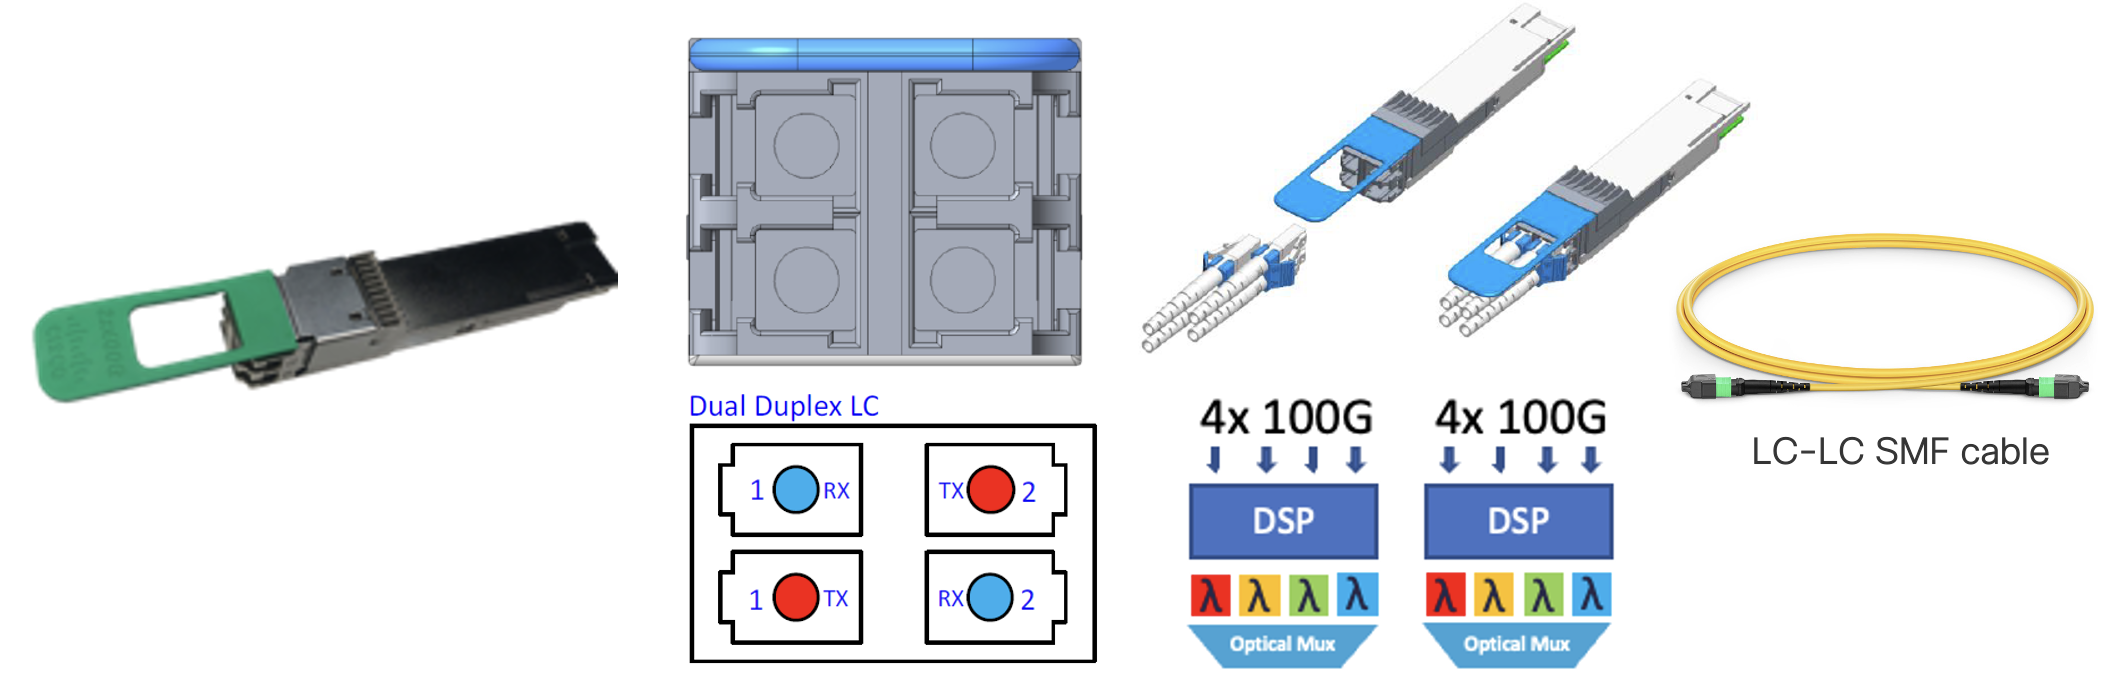 Dual Duplex LC
1 RX
TX 2
1 TX
RX 2
4x 100G
DSP
λ λ λ λ
Optical Mux
4x 100G
DSP
λ λ λ λ
Optical Mux
LC-LC SMF cable